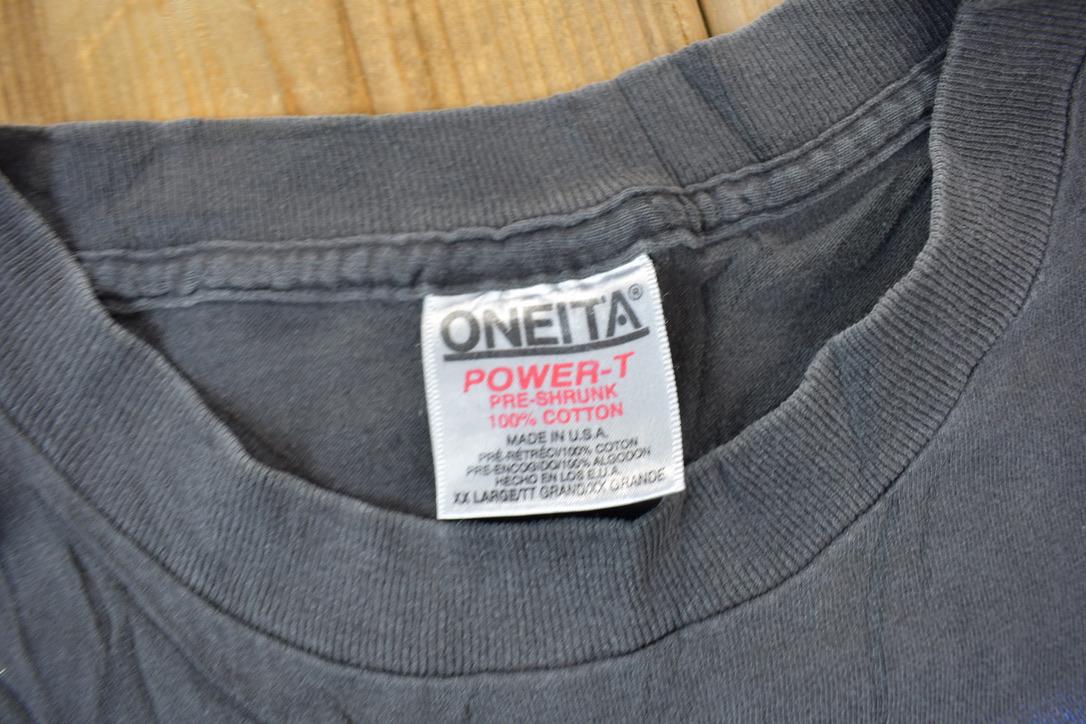 ONEITA®
POWER-T
PRE-SHRUNK
100% COTTON
MADE IN U.S.A.
PRÉ-RÉTRÉCI/100% COTON
PRE-ENCOGIDO/100% ALGODON
HECHO EN LOS E.U.A.
XX LARGE/TT GRAND/XX GRANDE